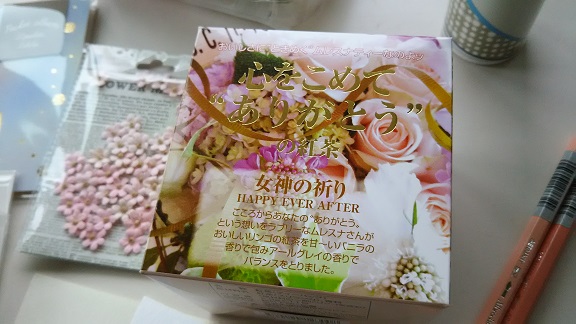 心をこめて
“ありがとう”
の紅茶
女神の祈り
HAPPY EVER AFTER
こころからあなたの“ありがとう。
という想いをラブリーなムレスナさんが
おいしいリンゴの紅茶を甘〜いバニラの
香りで包みアールグレイの香りで
バランスをとりました。